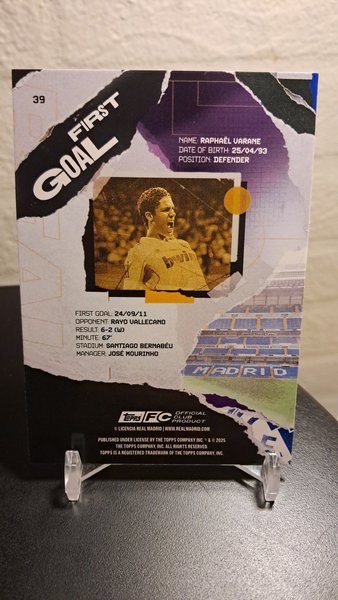 39
FIRST
GOAL
NAME: RAPHAËL VARANE
DATE OF BIRTH: 25/04/93
POSITION: DEFENDER
bwin
FIRST GOAL: 24/09/11
OPPONENT: RAYO VALLECANO
RESULT: 6-2 (W)
MINUTE: 67'
STADIUM: SANTIAGO BERNABÉU
MANAGER: JOSÉ MOURINHO
MADRID
topps FC OFFICIAL
CLUB
PRODUCT
© LICENCIA REAL MADRID | WWW.REALMADRID.COM
PUBLISHED UNDER LICENSE BY THE TOPPS COMPANY INC. ™ & © 2025
THE TOPPS COMPANY, INC. ALL RIGHTS RESERVED.
TOPPS IS A REGISTERED TRADEMARK OF THE TOPPS COMPANY, INC.